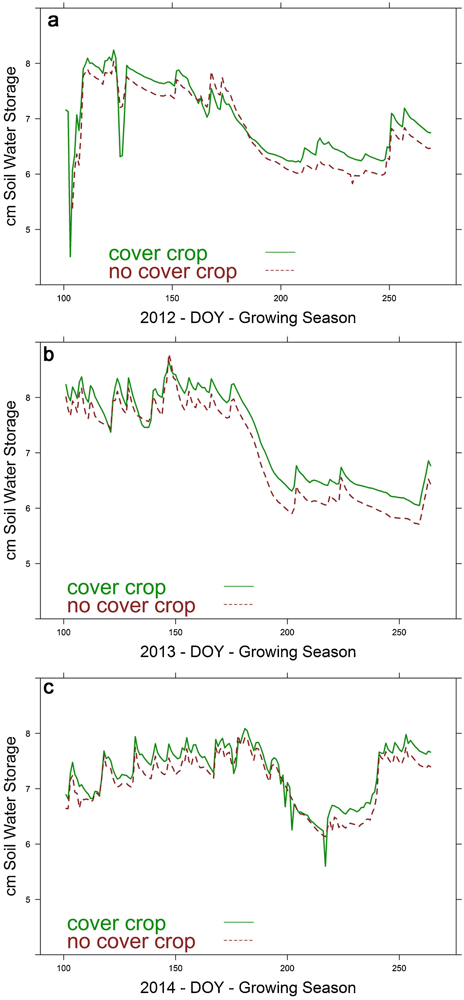 a
cm Soil Water Storage
8
7
6
5
cover crop
no cover crop
100 150 200 250
2012 - DOY - Growing Season
b
cm Soil Water Storage
8
7
6
5
cover crop
no cover crop
100 150 200 250
2013 - DOY - Growing Season
c
cm Soil Water Storage
8
7
6
5
cover crop
no cover crop
100 150 200 250
2014 - DOY - Growing Season